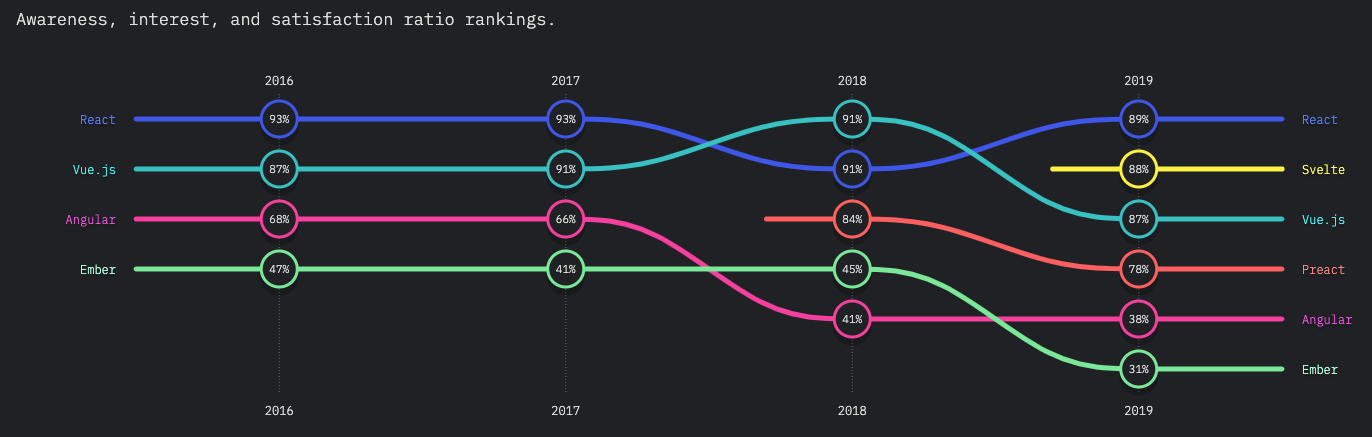 Awareness, interest, and satisfaction ratio rankings.
2016 2017 2018 2019
React 93% 93% 91% 89% React
Vue.js 87% 91% 91% 88% Svelte
Angular 68% 66% 84% 87% Vue.js
Ember 47% 41% 45% 78% Preact
41% 38% Angular
31% Ember
2016 2017 2018 2019